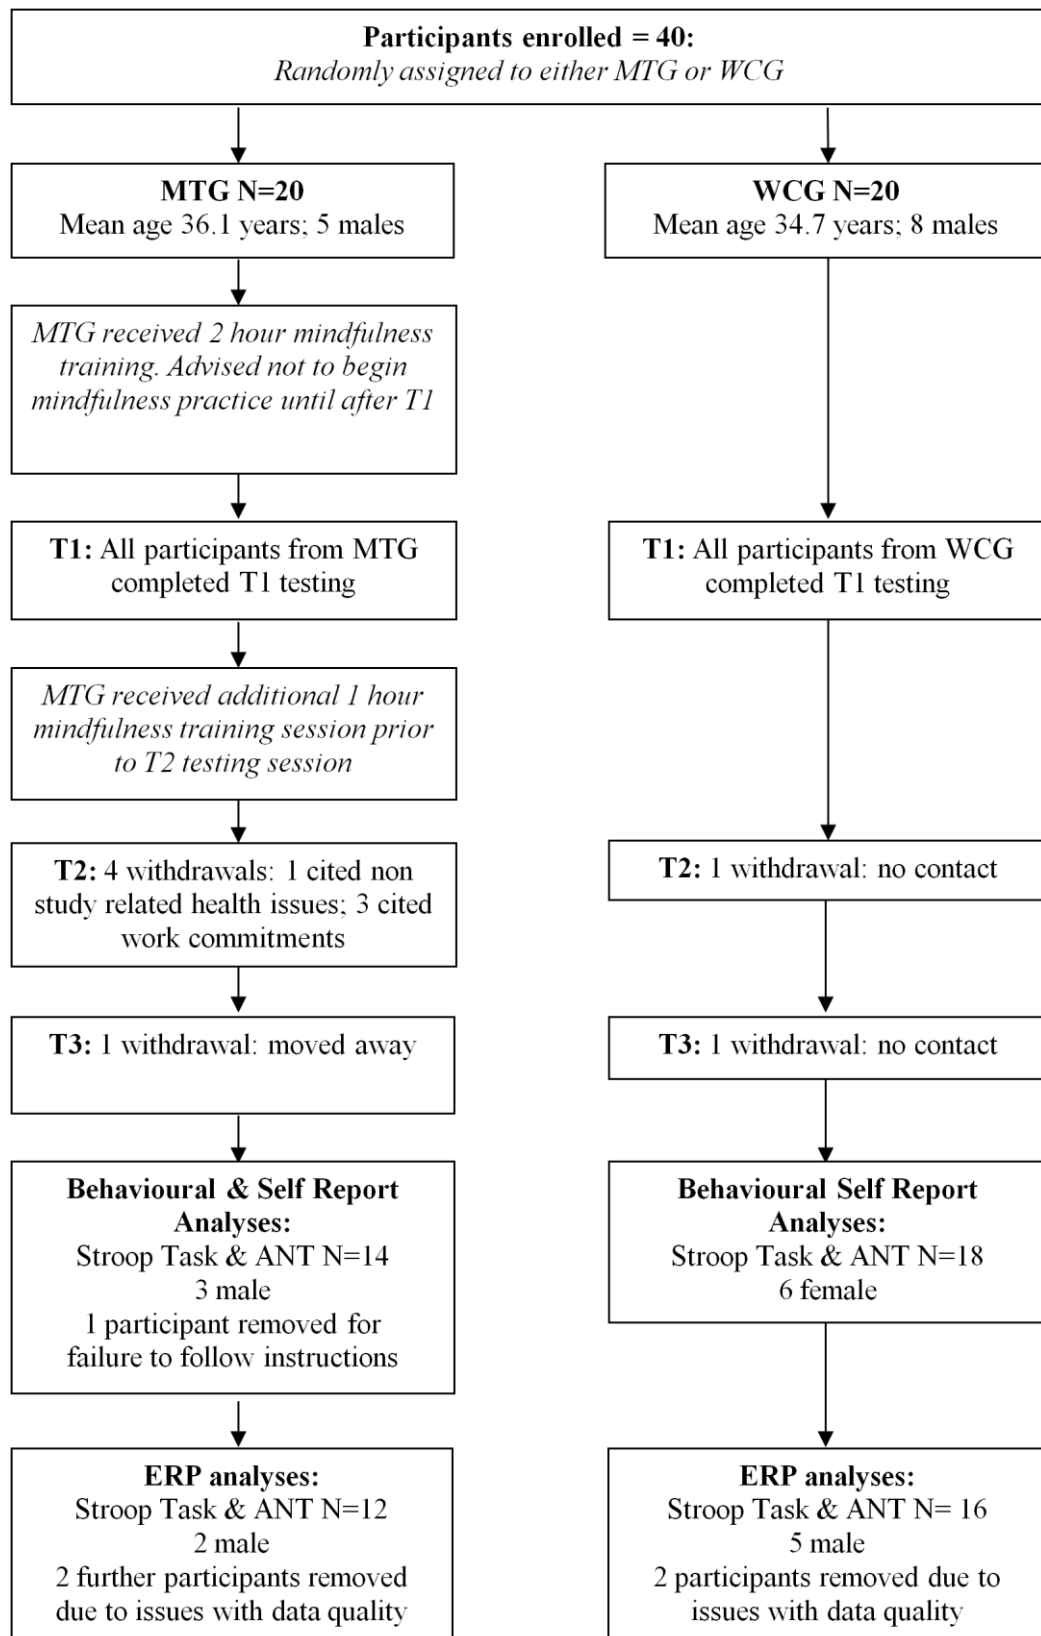 Participants enrolled = 40:
Randomly assigned to either MTG or WCG
MTG N=20
Mean age 36.1 years; 5 males
WCG N=20
Mean age 34.7 years; 8 males
MTG received 2 hour mindfulness
training. Advised not to begin
mindfulness practice until after T1
T1: All participants from MTG
completed T1 testing
T1: All participants from WCG
completed T1 testing
MTG received additional 1 hour
mindfulness training session prior
to T2 testing session
T2: 4 withdrawals: 1 cited non
study related health issues; 3 cited
work commitments
T2: 1 withdrawal: no contact
T3: 1 withdrawal: moved away
T3: 1 withdrawal: no contact
Behavioural & Self Report
Analyses:
Stroop Task & ANT N=14
3 male
1 participant removed for
failure to follow instructions
Behavioural Self Report
Analyses:
Stroop Task & ANT N=18
6 female
ERP analyses:
Stroop Task & ANT N=12
2 male
2 further participants removed
due to issues with data quality
ERP analyses:
Stroop Task & ANT N= 16
5 male
2 participants removed due to
issues with data quality